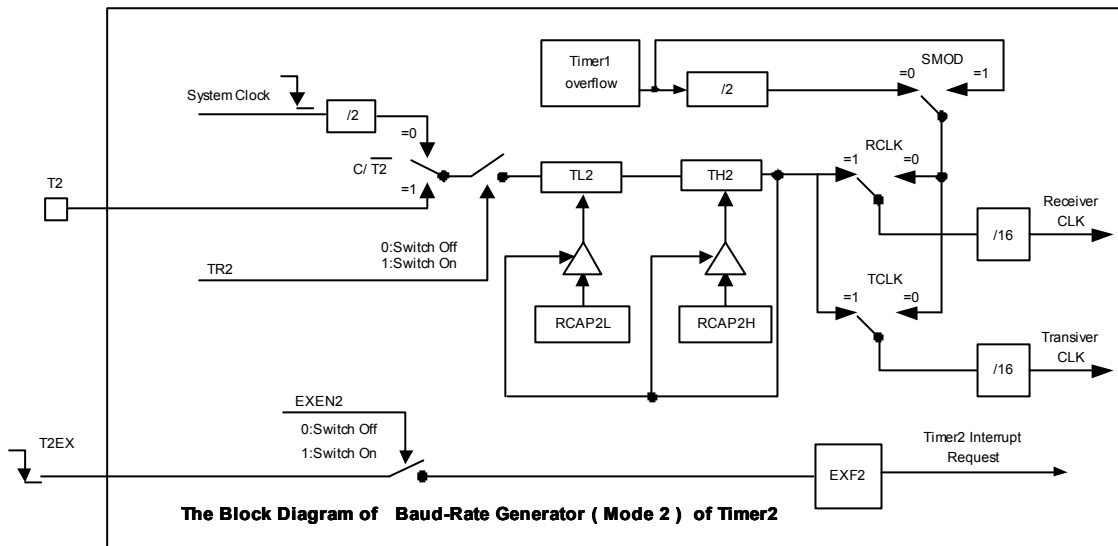 Timer1
overflow
SMOD
=0
=1
/2
System Clock
/2
=0
C/ T2
=1
T2
TL2
TH2
RCLK
=1
=0
Receiver
CLK
/16
0:Switch Off
1:Switch On
TR2
TCLK
=1
=0
RCAP2L
RCAP2H
Transiver
CLK
/16
EXEN2
0:Switch Off
1:Switch On
T2EX
EXF2
Timer2 Interrupt
Request
The Block Diagram of Baud-Rate Generator ( Mode 2 ) of Timer2